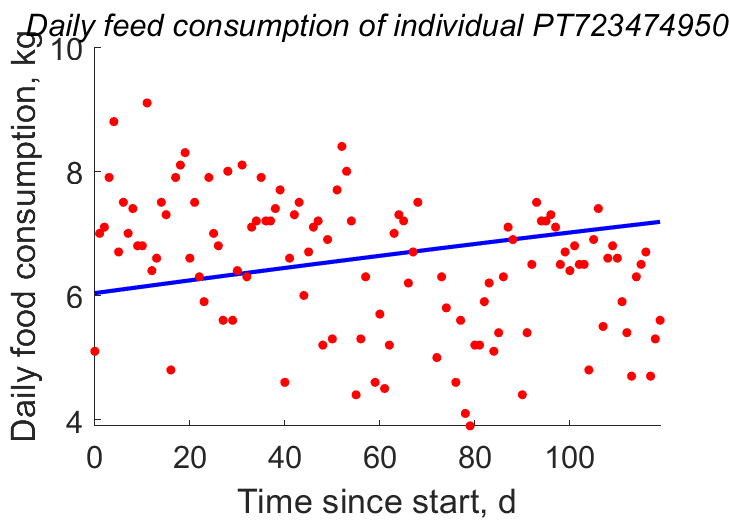 Daily feed consumption of individual PT723474950
Daily food consumption, kg
10
8
6
4
0 20 40 60 80 100
Time since start, d